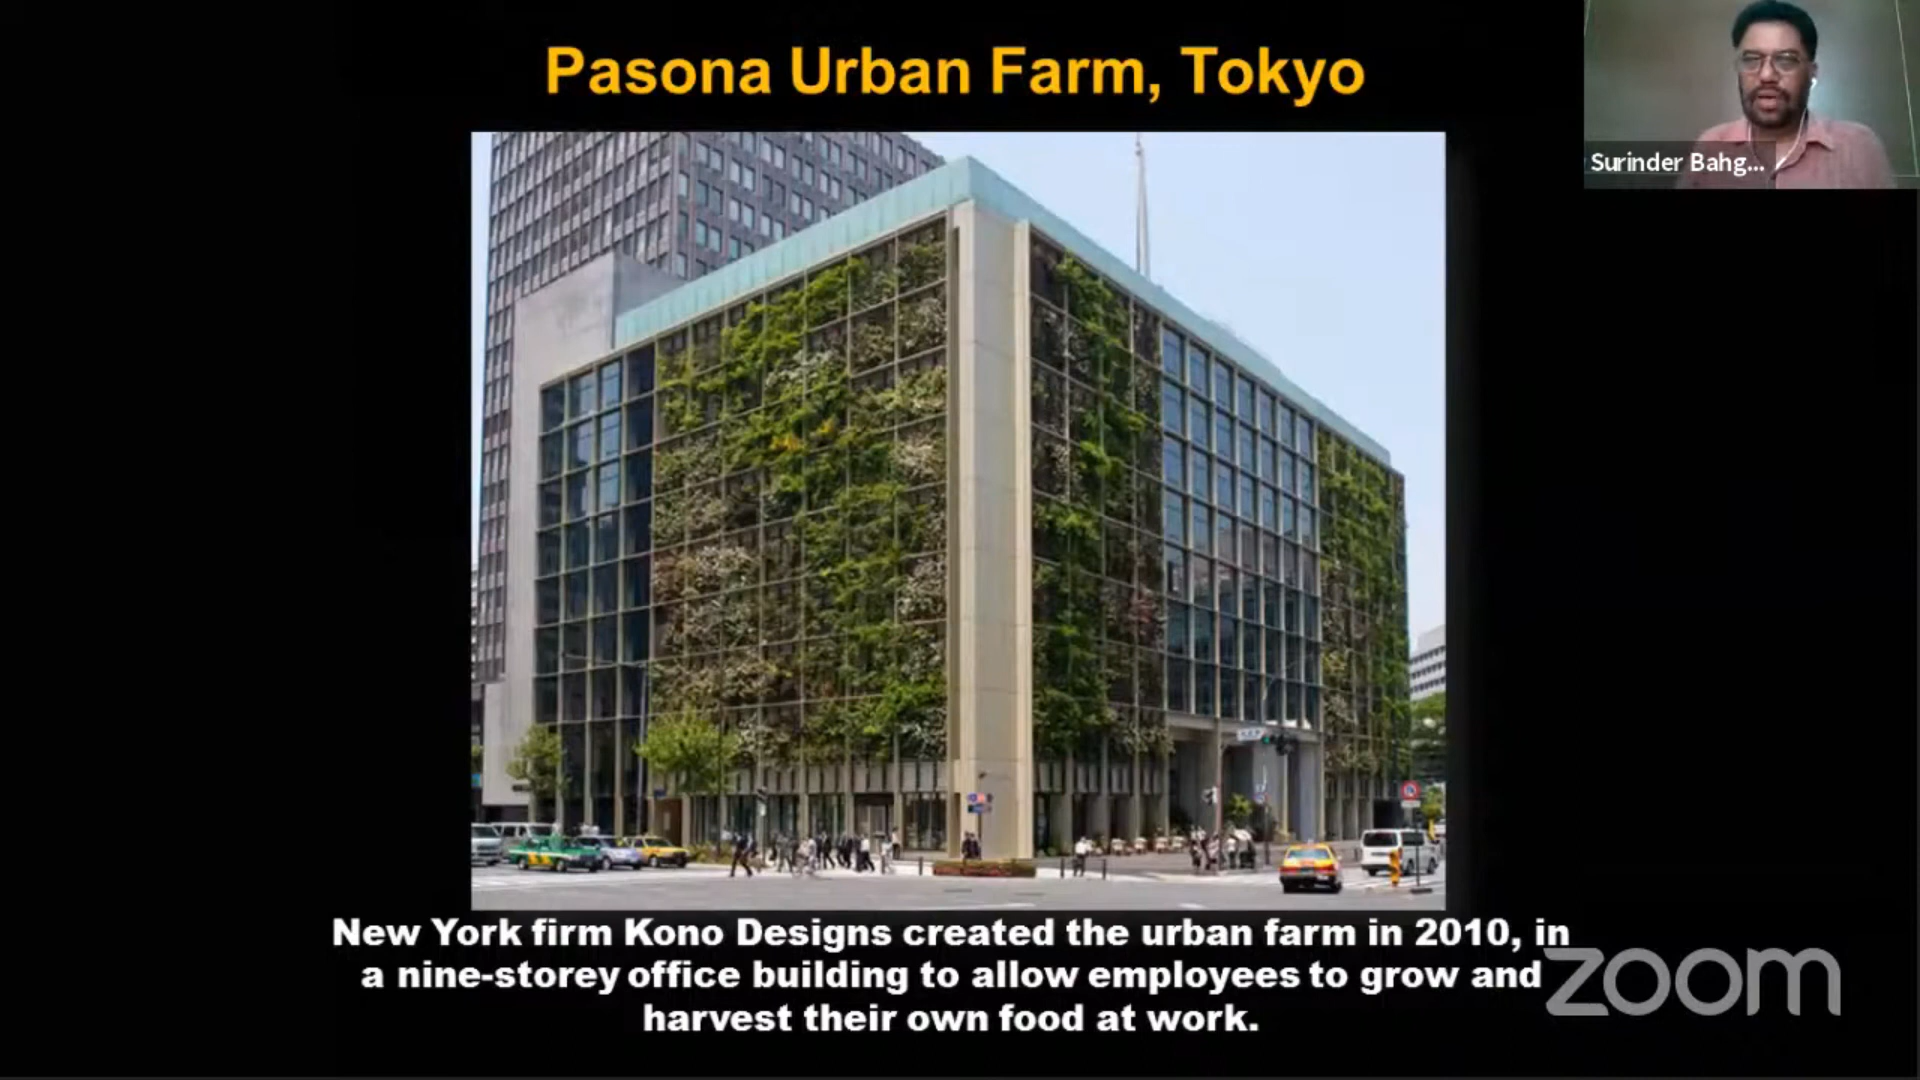 Pasona Urban Farm, Tokyo
Surinder Bahg...
New York firm Kono Designs created the urban farm in 2010, in
a nine-storey office building to allow employees to grow and
harvest their own food at work.
zoom